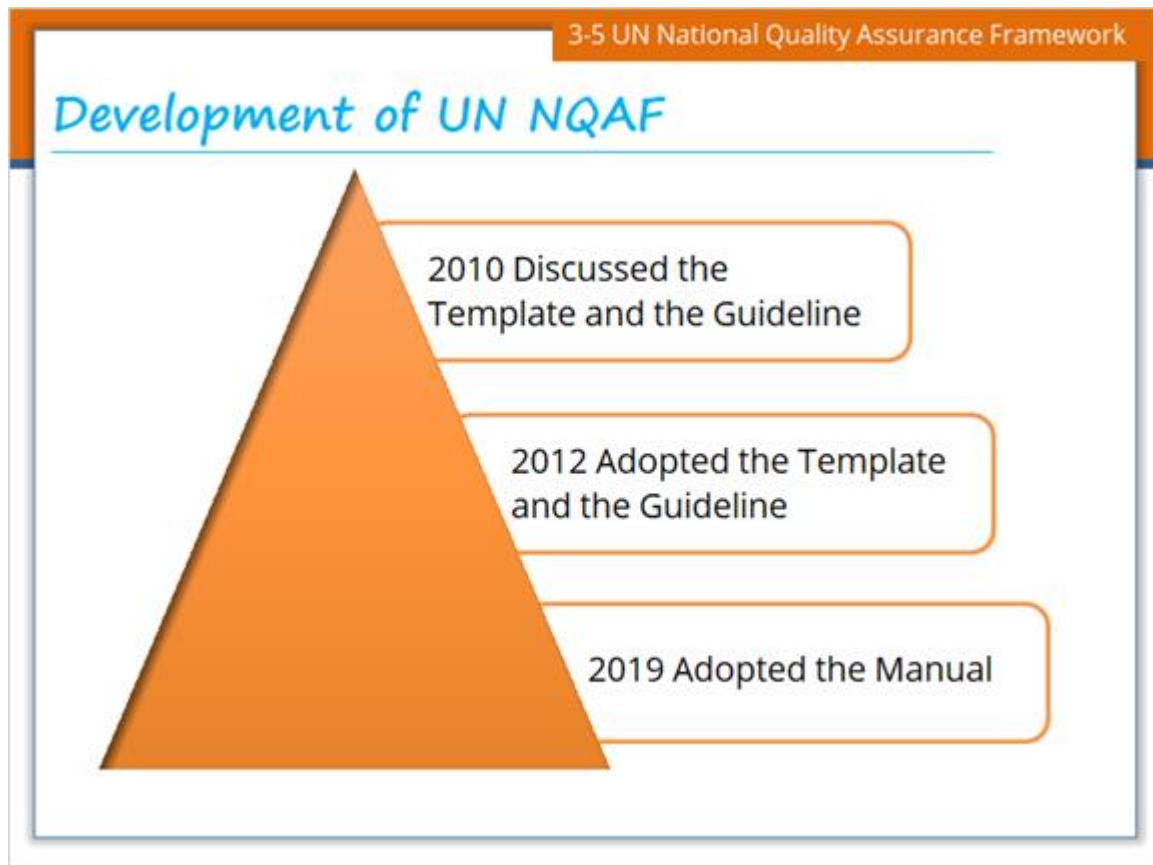 3-5 UN National Quality Assurance Framework
Development of UN NQAF
2010 Discussed the
Template and the Guideline
2012 Adopted the Template
and the Guideline
2019 Adopted the Manual